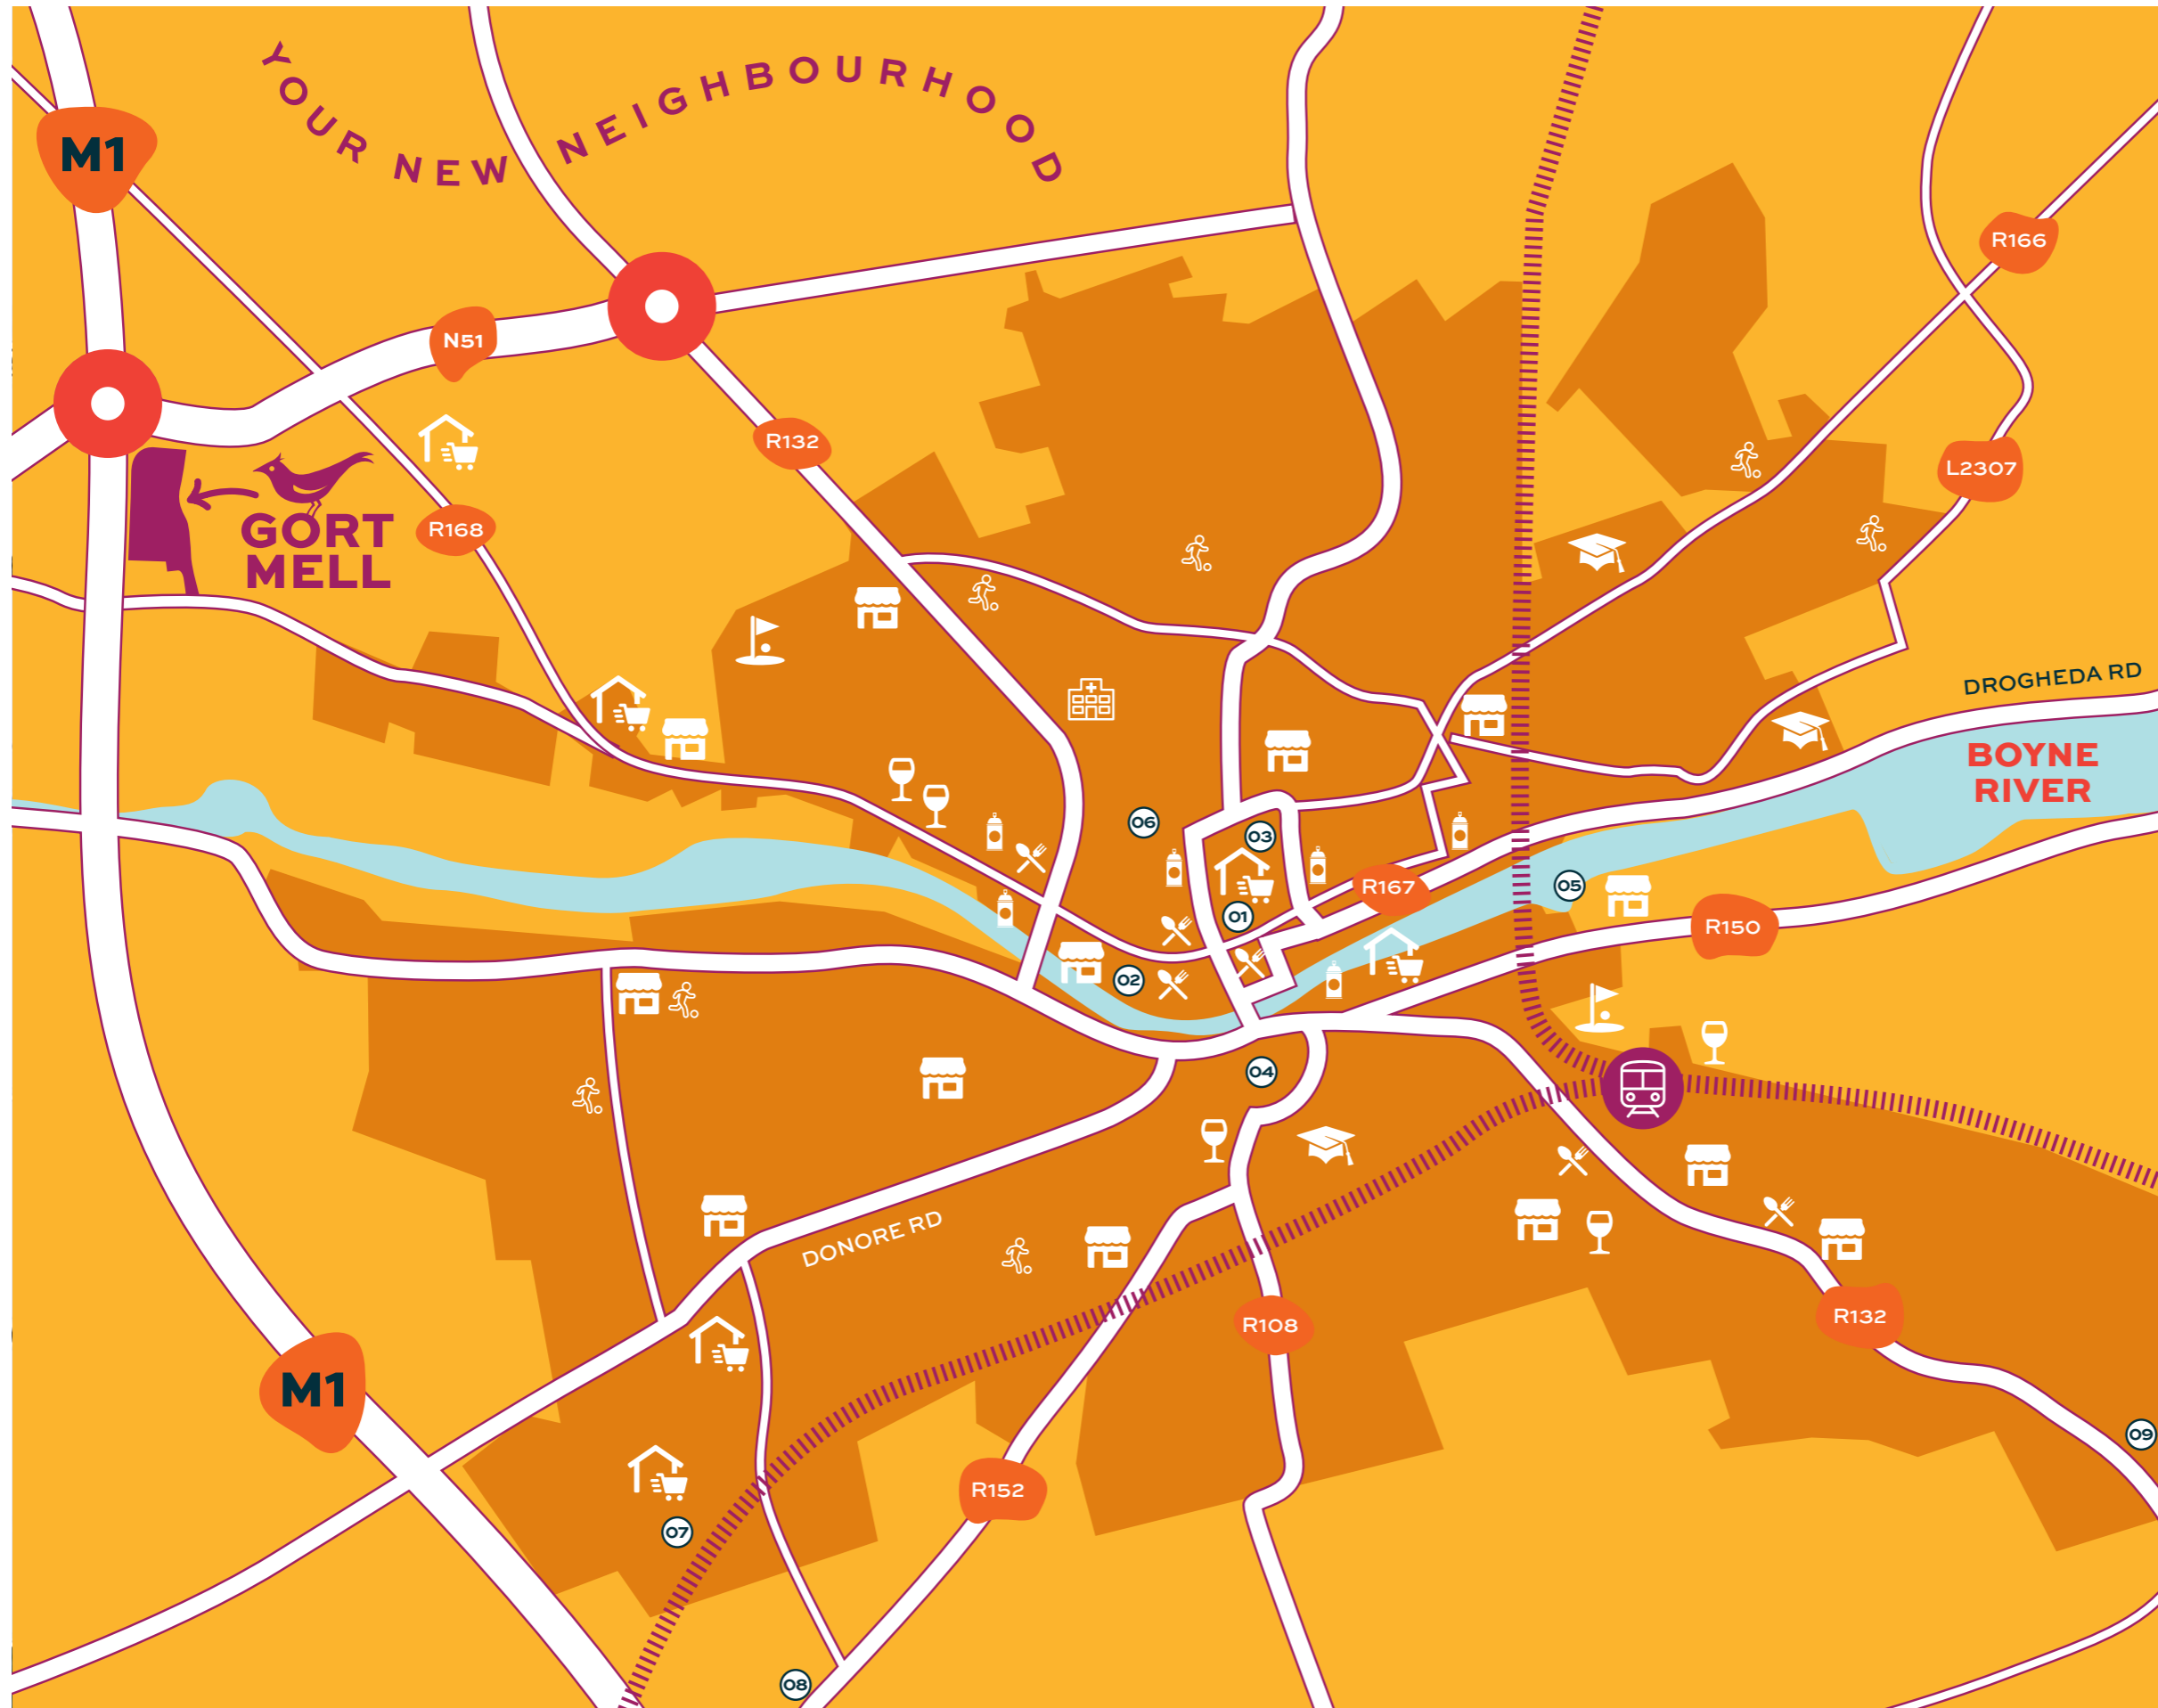 YOUR NEW NEIGHBOURHOOD
M1
R166
N51
R132
L2307
R168
GORT
MELL
DROGHEDA RD
BOYNE
RIVER
06
03
R167
05
01
R150
02
04
DONORE RD
R108
R132
M1
09
R152
07
08